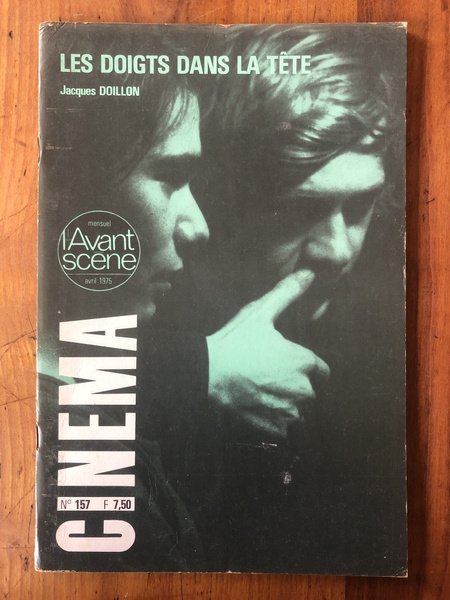 LES DOIGTS DANS LA TÊTE
Jacques DOILLON
mensuel
l'Avant
scène
avril 1975
CINEMA
N° 157 F 7,50